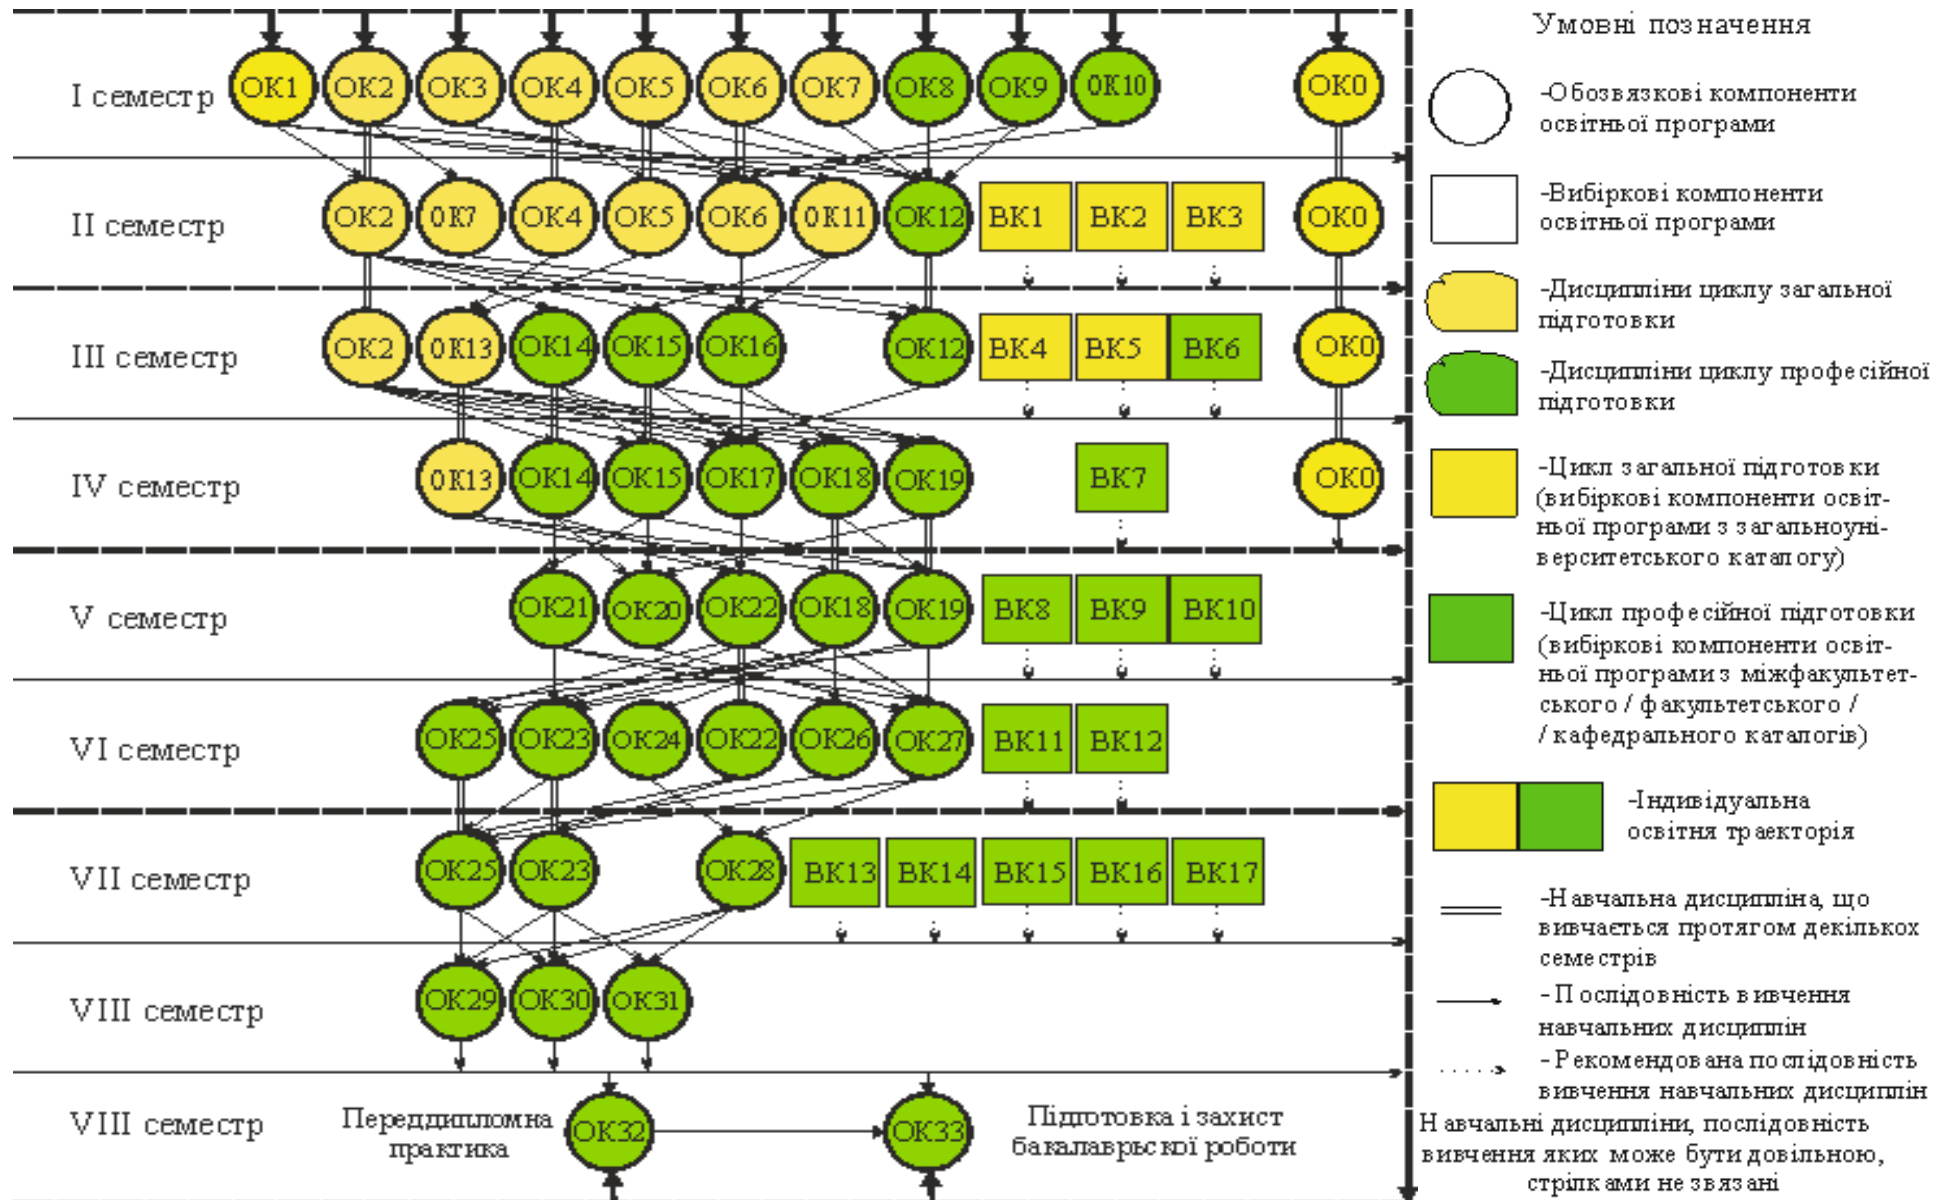 I семестр
ОК1 ОК2 ОК3 ОК4 ОК5 ОК6 ОК7 ОК8 ОК9 0К10 ОК0
II семестр
ОК2 0К7 ОК4 ОК5 ОК6 0К11 ОК12 ВК1 ВК2 ВК3 ОК0
III семестр
ОК2 0К13 ОК14 ОК15 ОК16 ОК12 ВК4 ВК5 ВК6 ОК0
IV семестр
0К13 ОК14 ОК15 ОК17 ОК18 ОК19 ВК7 ОК0
V семестр
ОК21 ОК20 ОК22 ОК18 ОК19 ВК8 ВК9 ВК10
VI семестр
ОК25 ОК23 ОК24 ОК22 ОК26 ОК27 ВК11 ВК12
VII семестр
ОК25 ОК23 ОК28 ВК13 ВК14 ВК15 ВК16 ВК17
VIII семестр
ОК29 ОК30 ОК31
VIII семестр
Переддипломна
практика
ОК32
ОК33
Підготовка і захист
бакалаврьскої роботи
Умовні позначення
-Обозвязкові компоненти
освітньої програми
-Вибіркові компоненти
освітньої програми
-Дисципліни циклу загальної
підготовки
-Дисципліни циклу професійної
підготовки
-Цикл загальної підготовки
(вибіркові компоненти освіт-
ньої програми з загальноуні-
верситетського каталогу)
-Цикл професійної підготовки
(вибіркові компоненти освіт-
ньої програми з міжфакультет-
ського / факультетського /
/ кафедрального каталогів)
-Індивідуальна
освітня траекторія
-Навчальна дисципліна, що
вивчається протягом декількох
семестрів
- Послідовність вивчення
навчальних дисциплін
- Рекомендована послідовність
вивчення навчальних дисциплін
Навчальні дисципліни, послідовність
вивчення яких може бути довільною,
стрілками не звязані